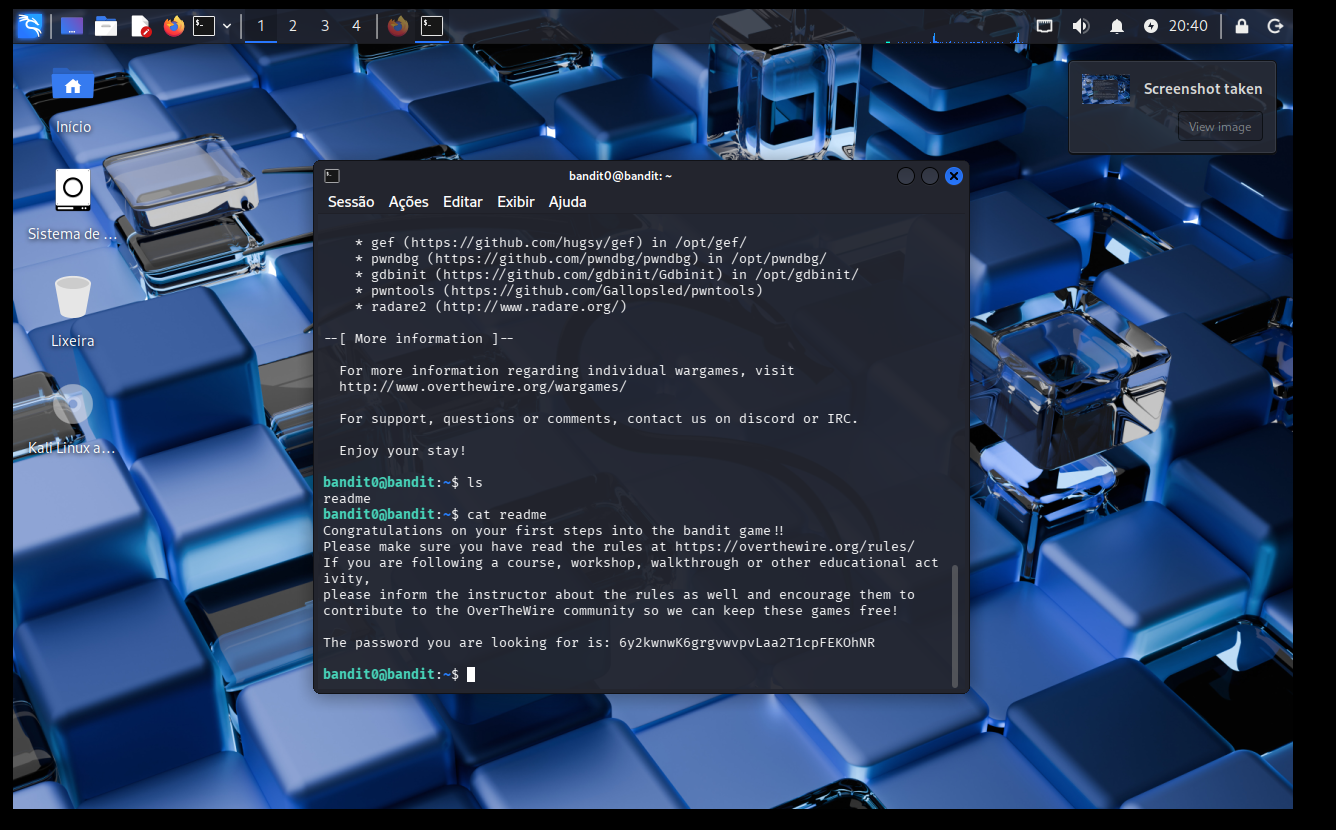 1 2 3 4
20:40
Screenshot taken
View image
Início
Sistema de ...
Lixeira
Kali Linux a...
bandit0@bandit: ~
Sessão Ações Editar Exibir Ajuda
* gef (https://github.com/hugsy/gef) in /opt/gef/
* pwndbg (https://github.com/pwndbg/pwndbg) in /opt/pwndbg/
* gdbinit (https://github.com/gdbinit/Gdbinit) in /opt/gdbinit/
* pwntools (https://github.com/Gallopsled/pwntools)
* radare2 (http://www.radare.org/)
--[ More information ]--
For more information regarding individual wargames, visit
http://www.overthewire.org/wargames/
For support, questions or comments, contact us on discord or IRC.
Enjoy your stay!
bandit0@bandit:~$ ls
readme
bandit0@bandit:~$ cat readme
Congratulations on your first steps into the bandit game!!
Please make sure you have read the rules at https://overthewire.org/rules/
If you are following a course, workshop, walkthrough or other educational act
ivity,
please inform the instructor about the rules as well and encourage them to
contribute to the OverTheWire community so we can keep these games free!
The password you are looking for is: 6y2kwnwK6grgvwvpvLaa2T1cpFEKOhNR
bandit0@bandit:~$